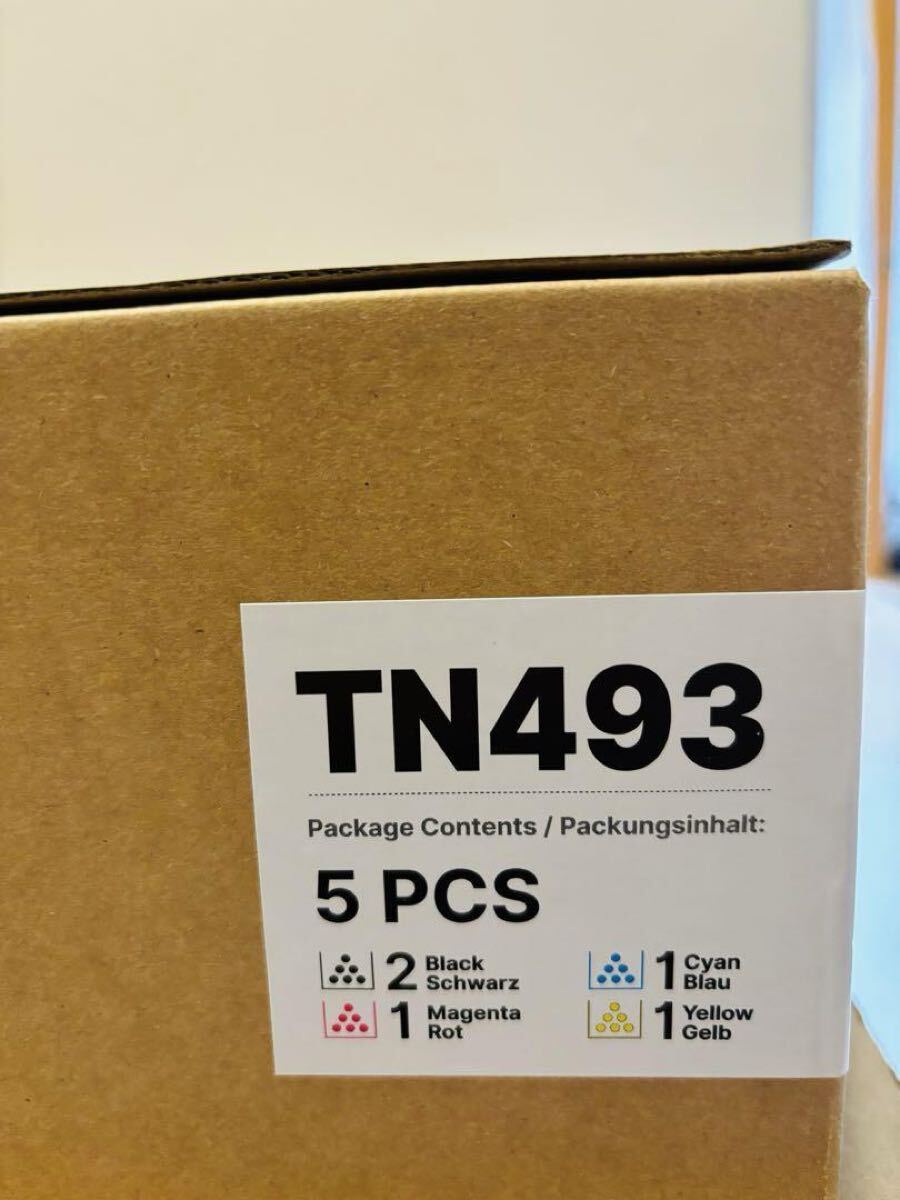 TN493
Package Contents / Packungsinhalt:
5 PCS
2 Black Schwarz
1 Cyan Blau
1 Magenta Rot
1 Yellow Gelb